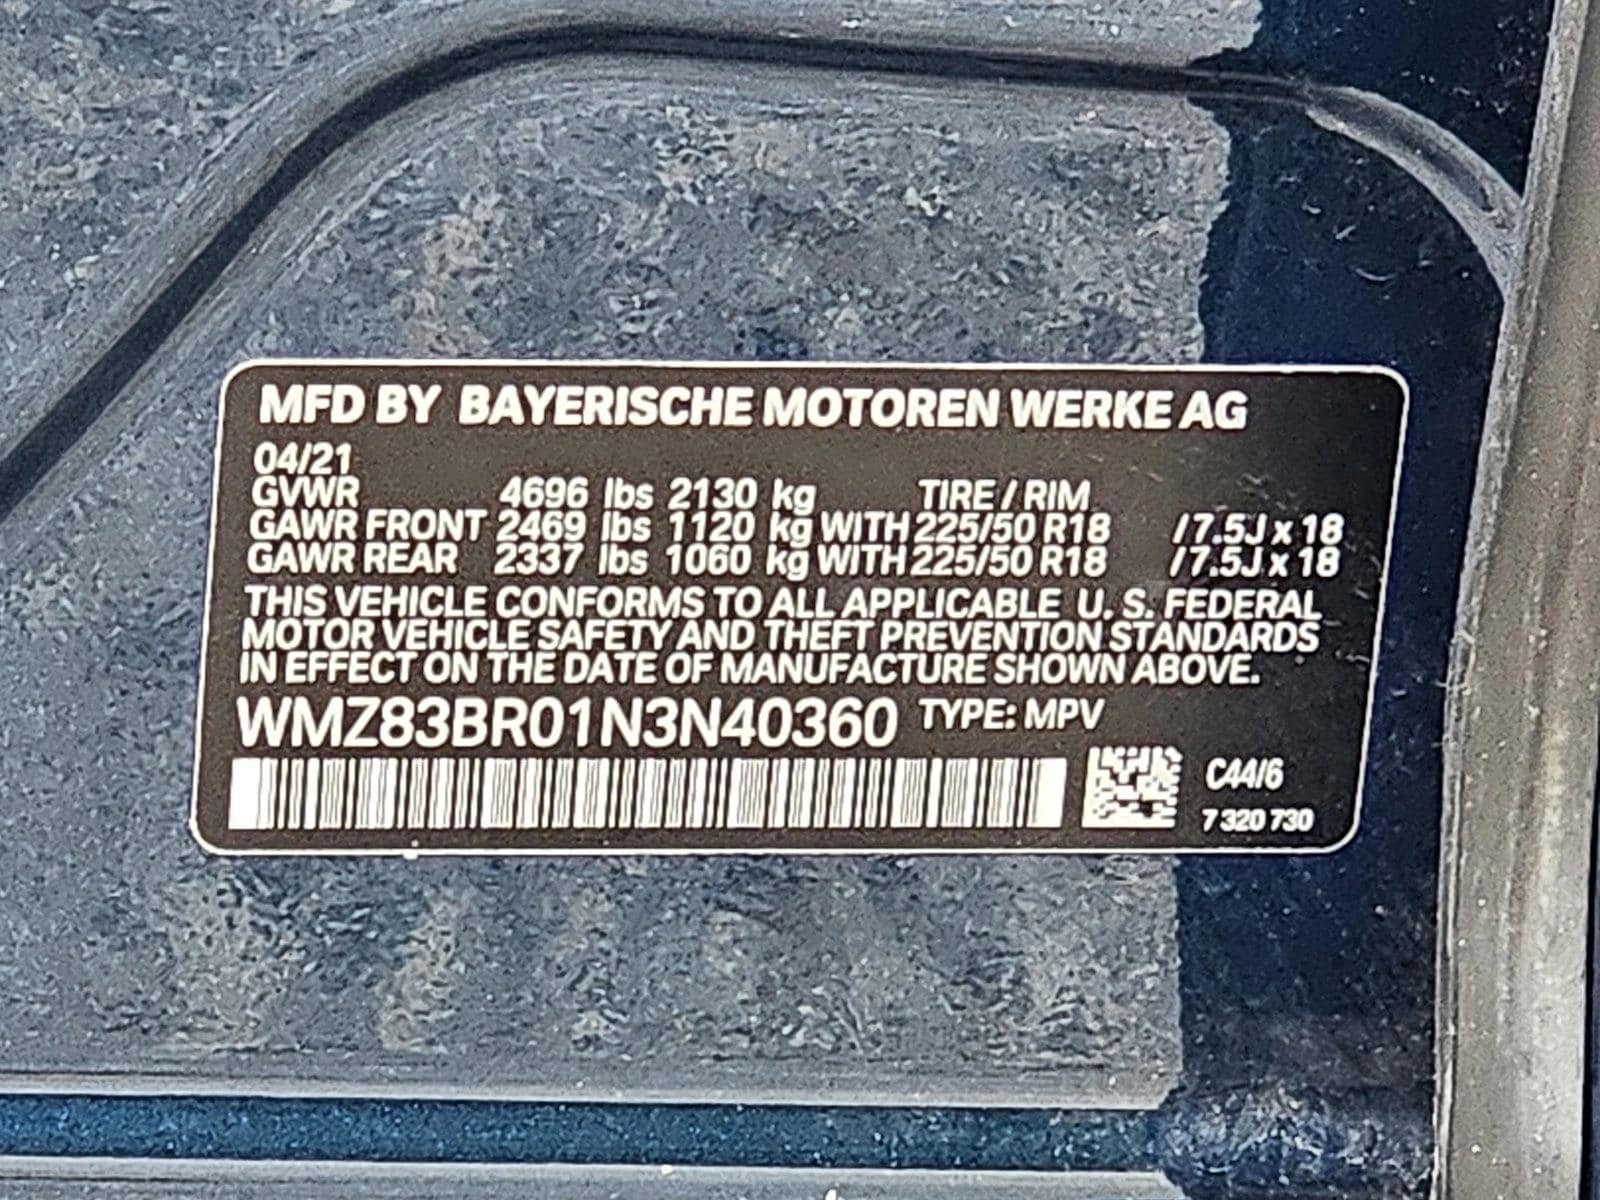 MFD BY BAYERISCHE MOTOREN WERKE AG
04/21
GVWR 4696 lbs 2130 kg TIRE / RIM
GAWR FRONT 2469 lbs 1120 kg WITH 225/50 R18 /7.5J x 18
GAWR REAR 2337 lbs 1060 kg WITH 225/50 R18 /7.5J x 18
THIS VEHICLE CONFORMS TO ALL APPLICABLE U. S. FEDERAL
MOTOR VEHICLE SAFETY AND THEFT PREVENTION STANDARDS
IN EFFECT ON THE DATE OF MANUFACTURE SHOWN ABOVE.
WMZ83BR01N3N40360 TYPE: MPV
C44/6
7 320 730